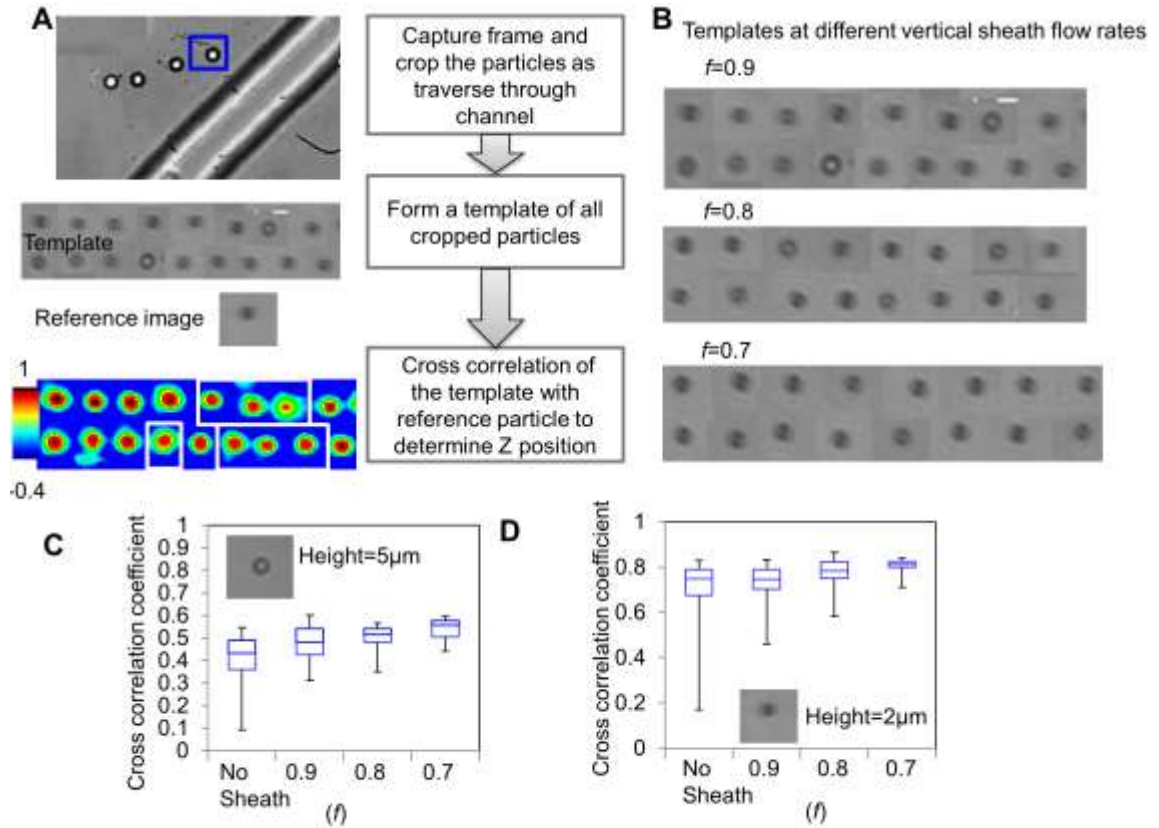 A
Capture frame and
crop the particles as
traverse through
channel
Template
Form a template of all
cropped particles
Reference image
1
-0.4
Cross correlation of
the template with
reference particle to
determine Z position
B
Templates at different vertical sheath flow rates
f=0.9
f=0.8
f=0.7
C
Cross correlation coefficient
1
0.9
0.8
0.7
0.6
0.5
0.4
0.3
0.2
0.1
0
Height=5μm
No
Sheath
0.9
0.8
0.7
(f)
D
Cross correlation coefficient
1
0.8
0.6
0.4
0.2
0
Height=2μm
No
Sheath
0.9
0.8
0.7
(f)